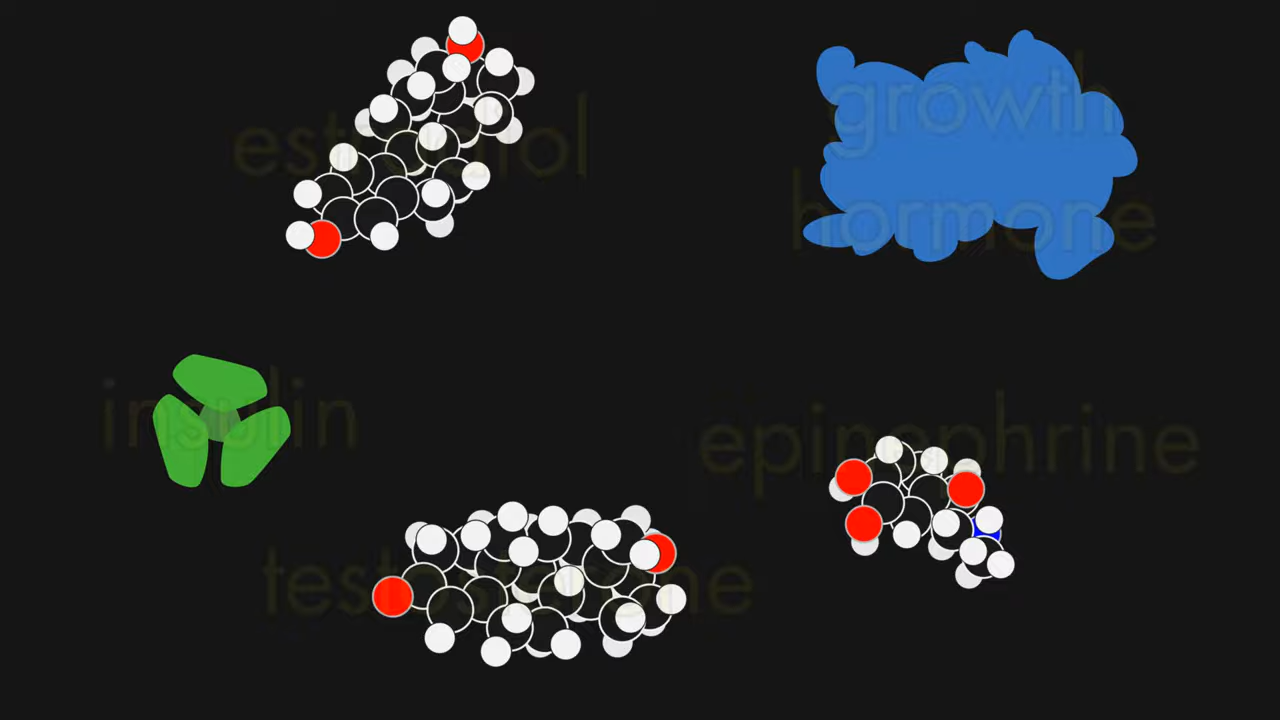 estradiol
growth
hormone
insulin
epinephrine
testosterone